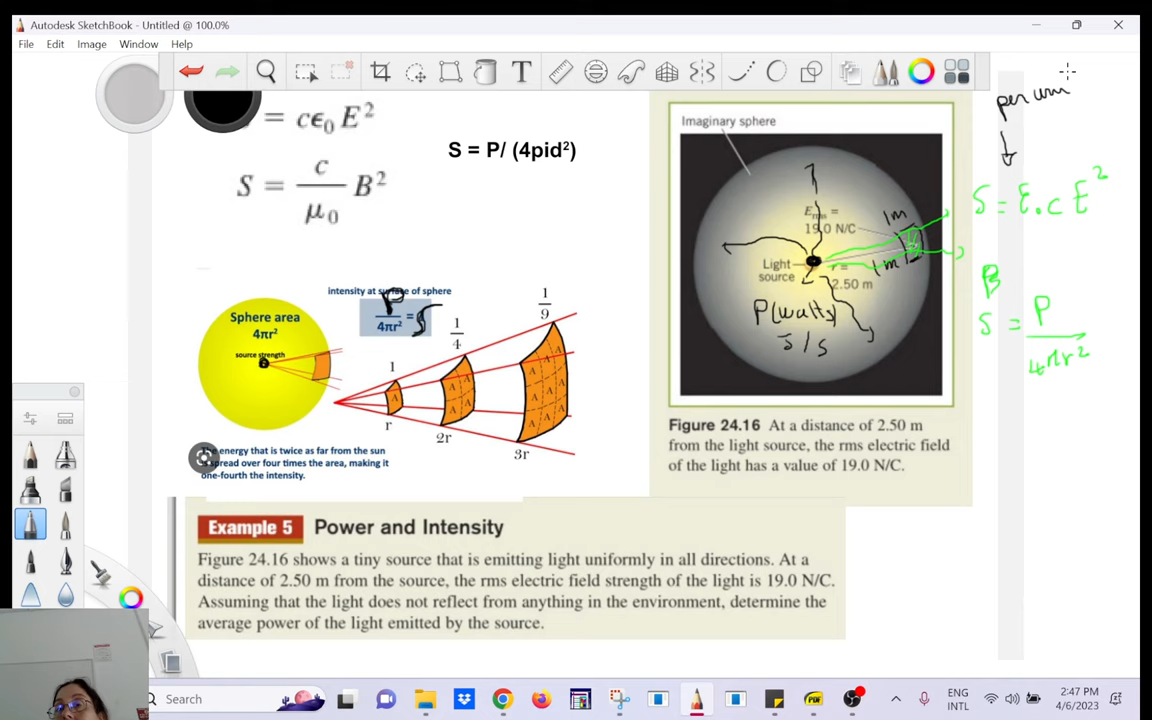 Autodesk SketchBook - Untitled @ 100.0%
File Edit Image Window Help
= cϵ₀ E²
S = c/μ₀ B²
S = P/ (4pid²)
intensity at surface of sphere
P/4πr² = S
Sphere area
4πr²
source strength
1
1/4
1/9
A A A A A A A A A A A A A A
r
2r
3r
The energy that is twice as far from the sun
is spread over four times the area, making it
one-fourth the intensity.
Imaginary sphere
19.0 N/C
Light
source
2.50 m
1m
1m
P(watts)
J/s
per
S = E₀cE²
S = P/4πr²
Figure 24.16 At a distance of 2.50 m
from the light source, the rms electric field
of the light has a value of 19.0 N/C.
Example 5 Power and Intensity
Figure 24.16 shows a tiny source that is emitting light uniformly in all directions. At a
distance of 2.50 m from the source, the rms electric field strength of the light is 19.0 N/C.
Assuming that the light does not reflect from anything in the environment, determine the
average power of the light emitted by the source.
Search
ENG
INTL
2:47 PM
4/6/2023